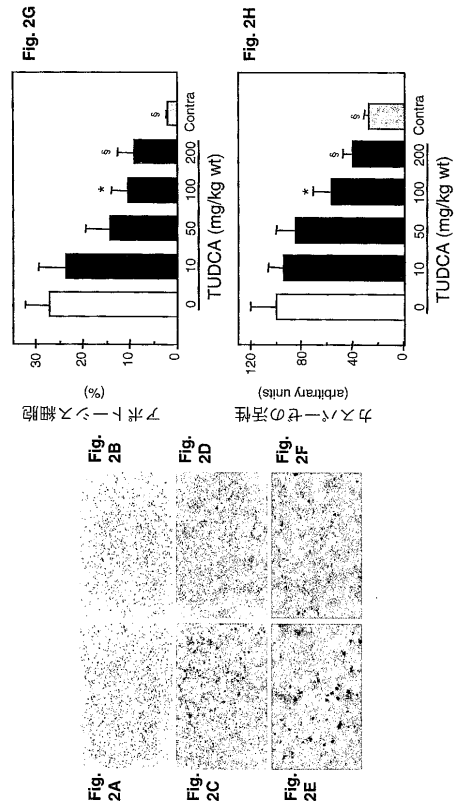 Fig. 2A
Fig. 2B
Fig. 2C
Fig. 2D
Fig. 2E
Fig. 2F
Fig. 2G
アポトーシス細胞
(%)
30
20
10
0
0 10 50 100 200 Contra
* § §
TUDCA (mg/kg wt)
Fig. 2H
カスパーゼの活性
(arbitrary units)
120
80
40
0
0 10 50 100 200 Contra
* § §
TUDCA (mg/kg wt)